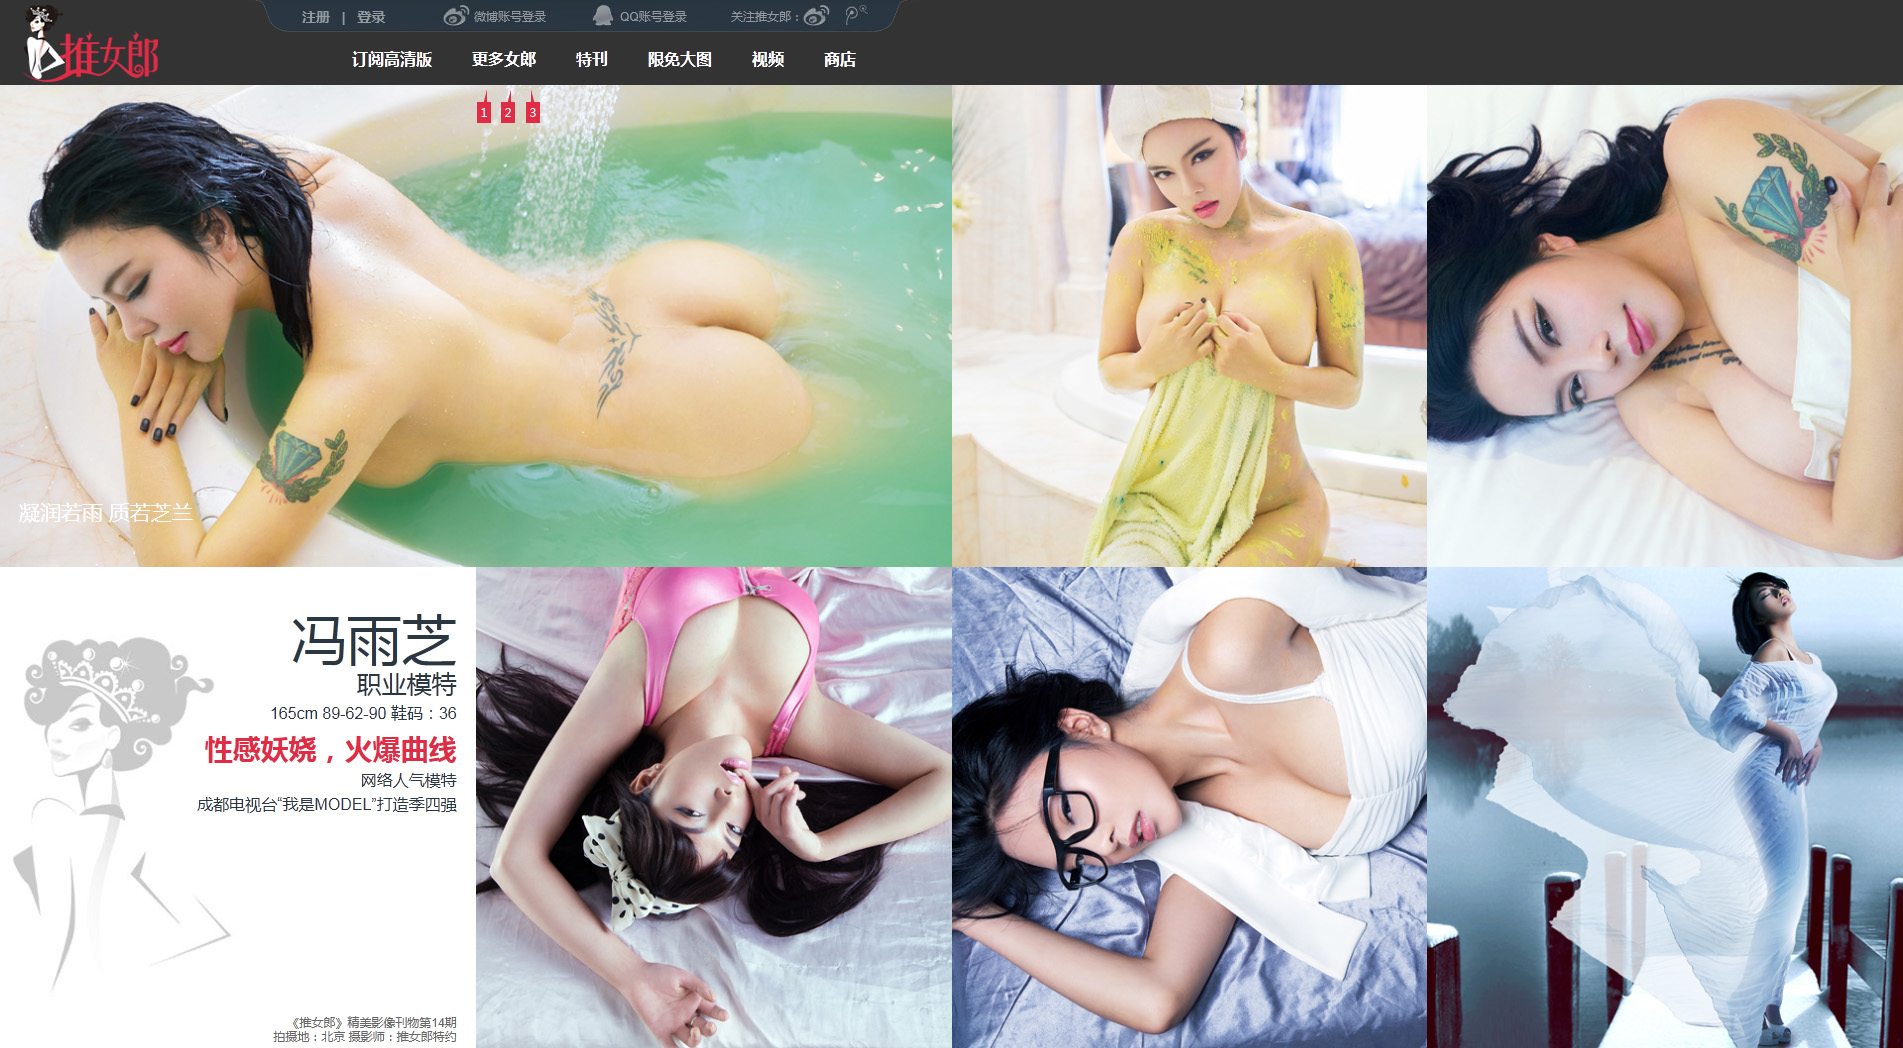 推女郎
注册 | 登录
微博账号登录
QQ账号登录
关注推女郎：
订阅高清版
更多女郎
特刊
限免大图
视频
商店
1 2 3
凝润若雨 质若芝兰
冯雨芝
职业模特
165cm 89-62-90 鞋码：36
性感妖娆，火爆曲线
网络人气模特
成都电视台“我是MODEL”打造季四强
《推女郎》精美影像刊物第14期
拍摄地：北京 摄影师：推女郎特约